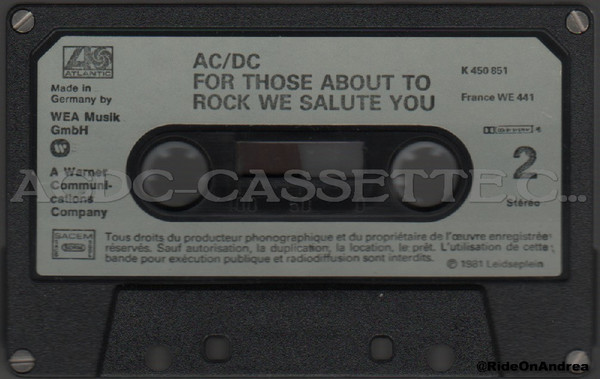 ATLANTIC
Made in
Germany by
WEA Musik
GmbH
A Warner
Communi-
cations
Company
AC/DC
FOR THOSE ABOUT TO
ROCK WE SALUTE YOU
K 450 851
France WE 441
DOLBY SYSTEM
2
Stéréo
AC/DC-CASSETTE C...
SACEM
Tous droits du producteur phonographique et du propriétaire de l'œuvre enregistrée
réservés. Sauf autorisation, la duplication, la location, le prêt. L'utilisation de cette
bande pour exécution publique et radiodiffusion sont interdits.
℗ 1981 Leidseplein
@RideOnAndrea